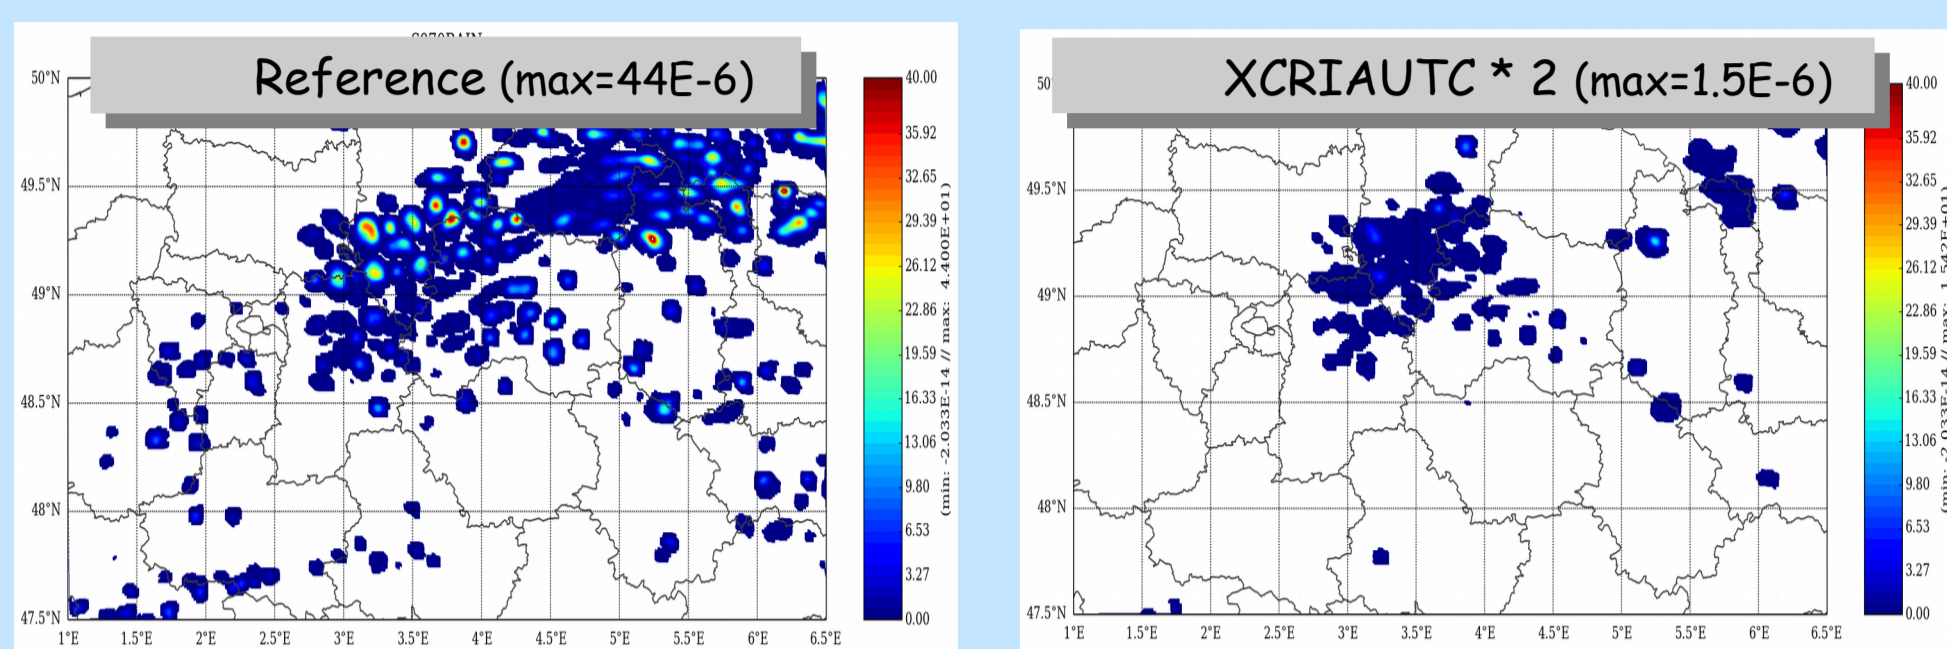 Reference (max=44E-6)
50°N
49.5°N
49°N
48.5°N
48°N
47.5°N
1°E 1.5°E 2°E 2.5°E 3°E 3.5°E 4°E 4.5°E 5°E 5.5°E 6°E 6.5°E
40.00
35.92
32.65
29.39
26.12
22.86
19.59
16.33
13.06
9.80
6.53
3.27
0.00
(min: -2.033E-14 // max: 4.400E+01)
XCRIAUTC * 2 (max=1.5E-6)
50
49.5°N
49°N
48.5°N
48°N
47.5°N
1°E 1.5°E 2°E 2.5°E 3°E 3.5°E 4°E 4.5°E 5°E 5.5°E 6°E 6.5°E
40.00
35.92
32.65
29.39
26.12
22.86
19.59
16.33
13.06
9.80
6.53
3.27
0.00